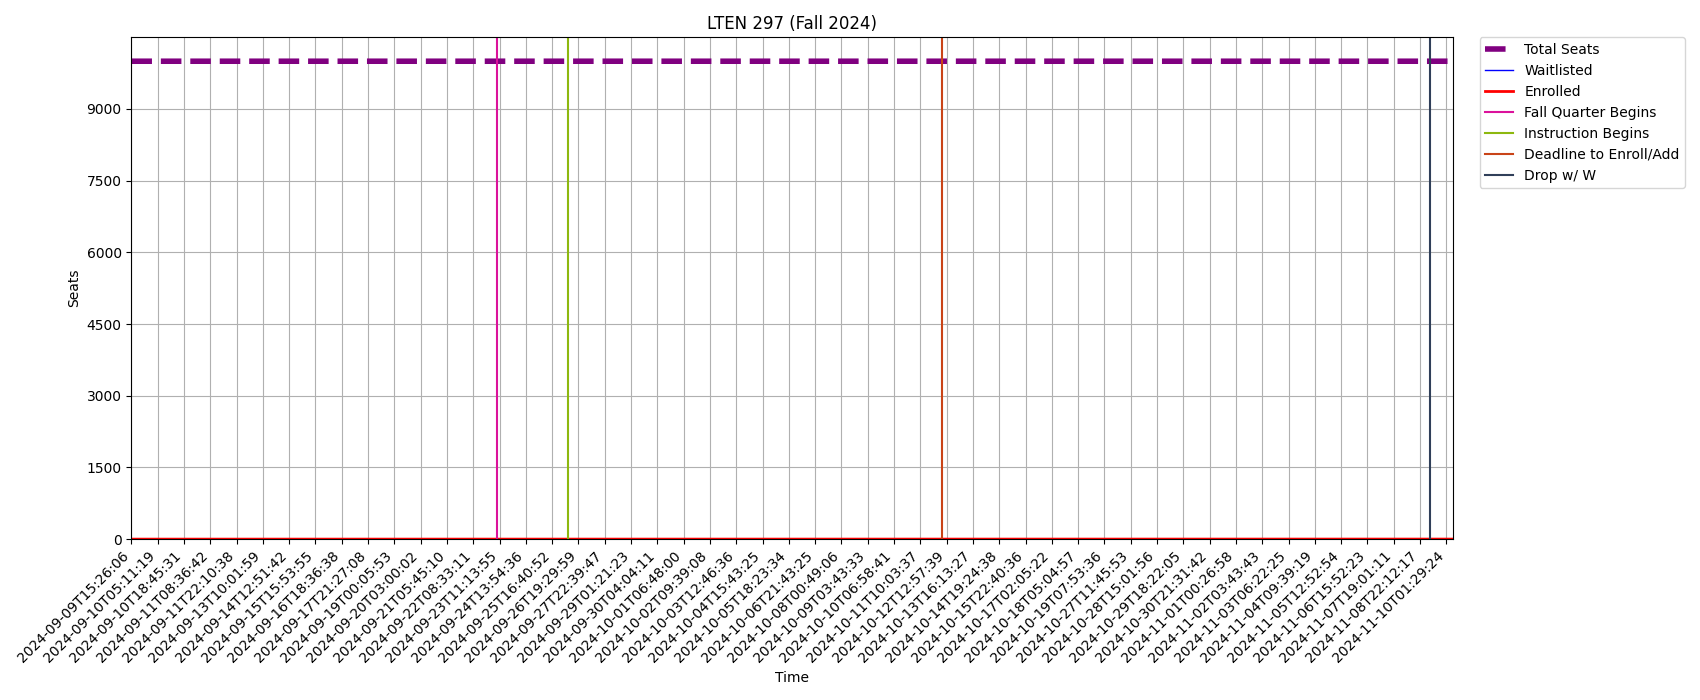 LTEN 297 (Fall 2024)
Total Seats
Waitlisted
Enrolled
Fall Quarter Begins
Instruction Begins
Deadline to Enroll/Add
Drop w/ W
Seats
9000
7500
6000
4500
3000
1500
0
2024-09-09T15:26:06
2024-09-10T05:11:19
2024-09-10T18:45:31
2024-09-11T08:36:42
2024-09-11T22:10:38
2024-09-13T10:01:59
2024-09-14T12:51:42
2024-09-15T15:53:55
2024-09-16T18:36:38
2024-09-17T21:27:08
2024-09-19T00:05:53
2024-09-20T03:00:02
2024-09-21T05:45:10
2024-09-22T08:33:11
2024-09-23T11:13:55
2024-09-24T13:54:36
2024-09-25T16:40:52
2024-09-26T19:29:59
2024-09-27T22:39:47
2024-09-29T01:21:23
2024-09-30T04:04:11
2024-10-01T06:48:00
2024-10-02T09:39:08
2024-10-03T12:46:36
2024-10-04T15:43:25
2024-10-05T18:23:34
2024-10-06T21:43:25
2024-10-08T00:49:06
2024-10-09T03:43:33
2024-10-10T06:58:41
2024-10-11T10:03:37
2024-10-12T12:57:39
2024-10-13T16:13:27
2024-10-14T19:24:38
2024-10-15T22:40:36
2024-10-17T02:05:22
2024-10-18T05:04:57
2024-10-19T07:53:36
2024-10-27T11:45:53
2024-10-28T15:01:56
2024-10-29T18:22:05
2024-10-30T21:31:42
2024-11-01T00:26:58
2024-11-02T03:43:43
2024-11-03T06:22:25
2024-11-04T09:39:19
2024-11-05T12:52:54
2024-11-06T15:52:23
2024-11-07T19:01:11
2024-11-08T22:12:17
2024-11-10T01:29:24
Time